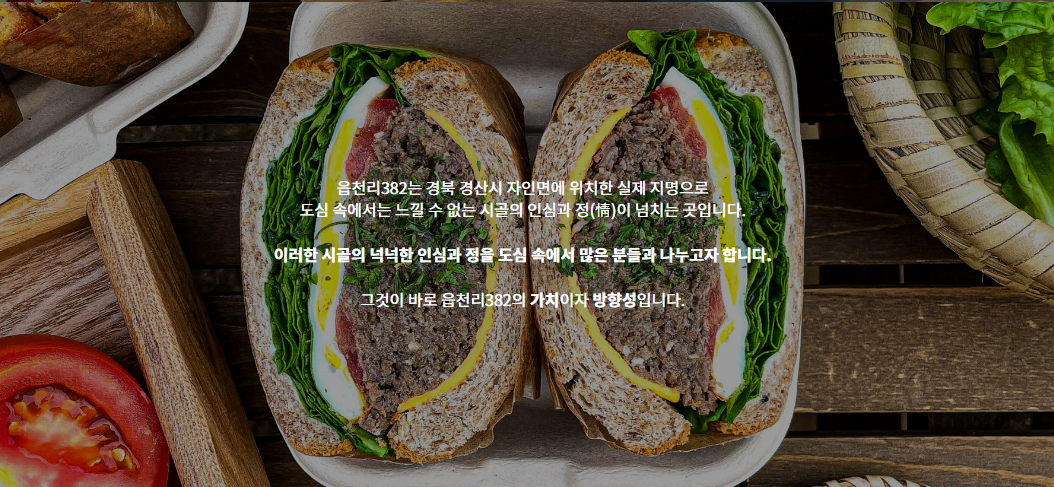 읍천리382는 경북 경산시 자인면에 위치한 실제 지명으로
도심 속에서는 느낄 수 없는 시골의 인심과 정(情)이 넘치는 곳입니다.
이러한 시골의 넉넉한 인심과 정을 도심 속에서 많은 분들과 나누고자 합니다.
그것이 바로 읍천리382의 가치이자 방향성입니다.